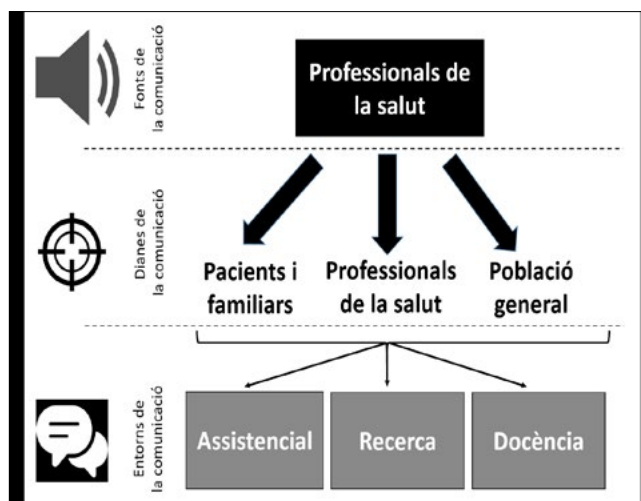 Fonts de
la comunicació
Professionals de
la salut
Dianes de
la comunicació
Pacients i
familiars
Professionals
de la salut
Població
general
Entorns de
la comunicació
Assistencial
Recerca
Docència